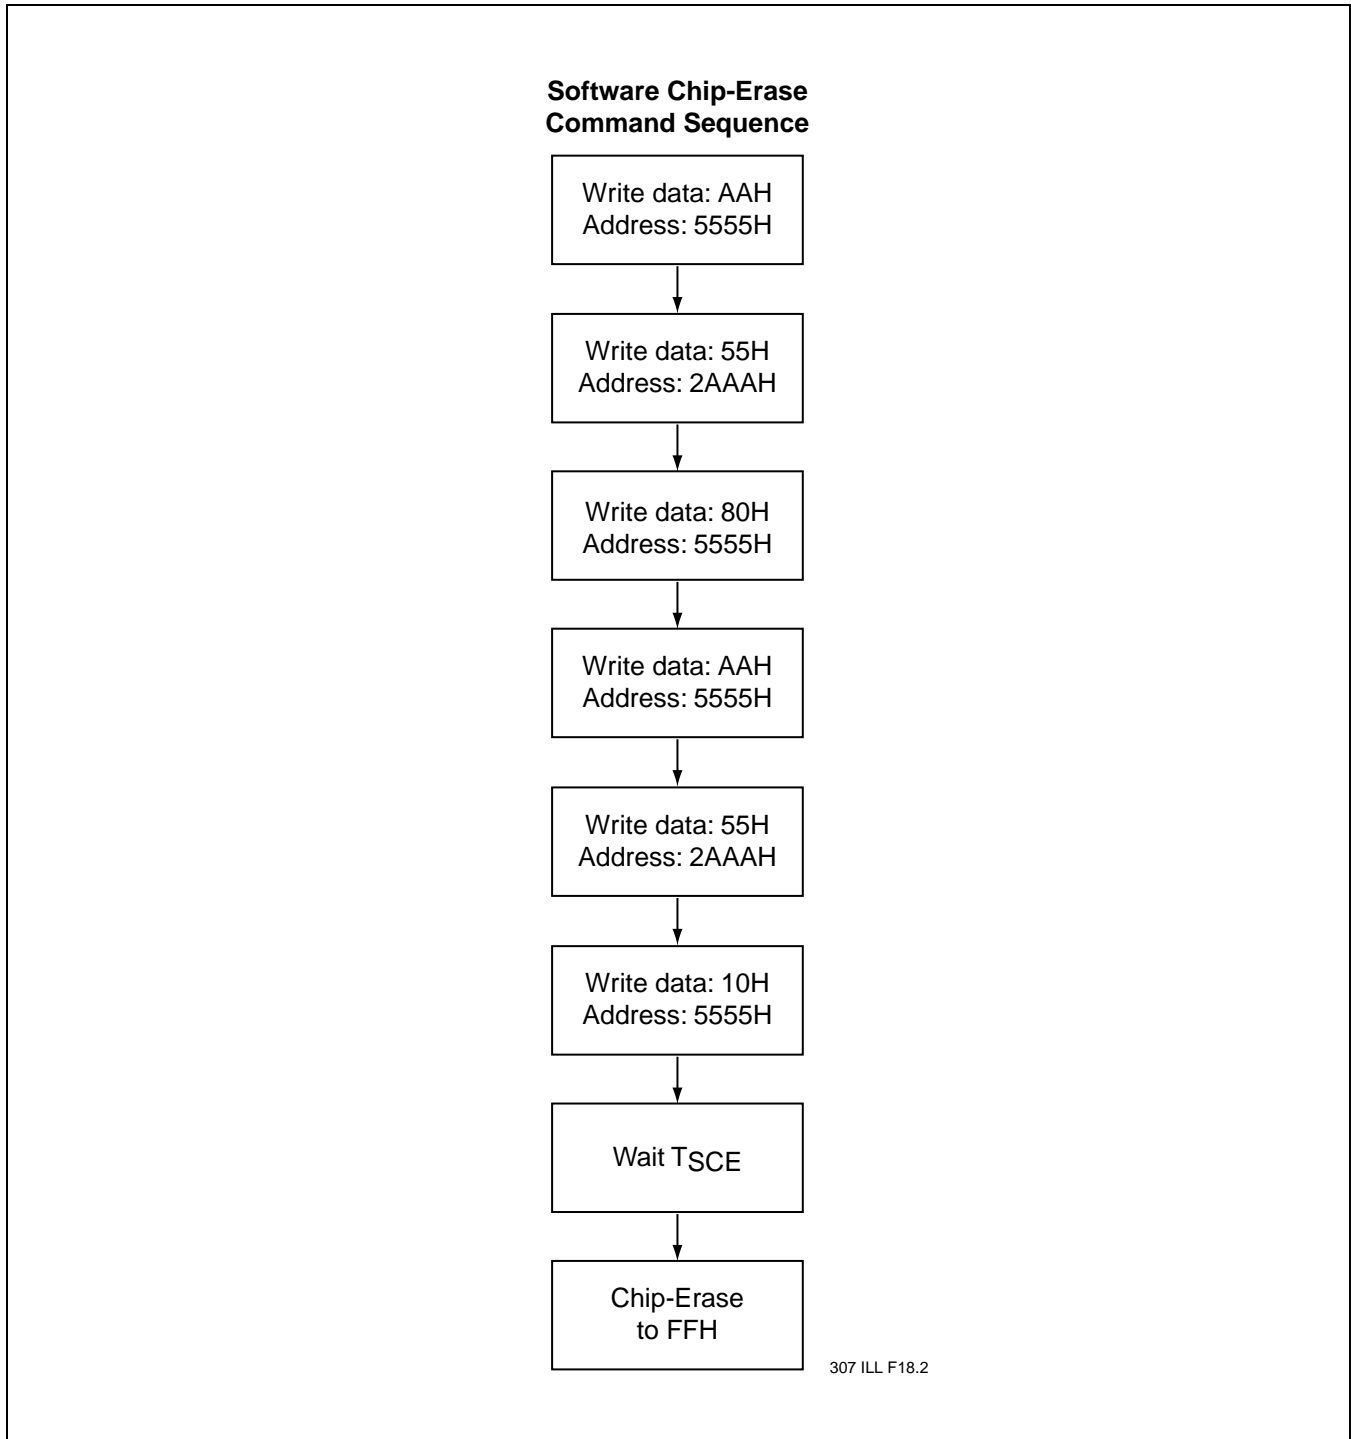 Software Chip-Erase
Command Sequence
Write data: AAH
Address: 5555H
Write data: 55H
Address: 2AAAH
Write data: 80H
Address: 5555H
Write data: AAH
Address: 5555H
Write data: 55H
Address: 2AAAH
Write data: 10H
Address: 5555H
Wait TSCE
Chip-Erase
to FFH
307 ILL F18.2